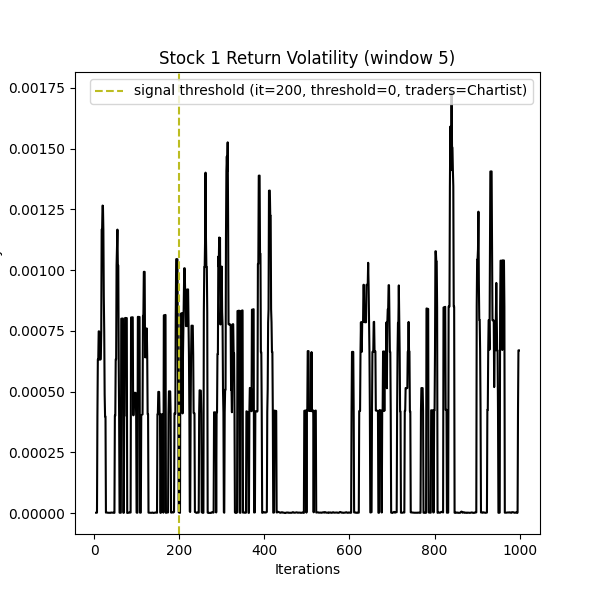 Stock 1 Return Volatility (window 5)
signal threshold (it=200, threshold=0, traders=Chartist)
0.00175
0.00150
0.00125
0.00100
0.00075
0.00050
0.00025
0.00000
0 200 400 600 800 1000
Iterations